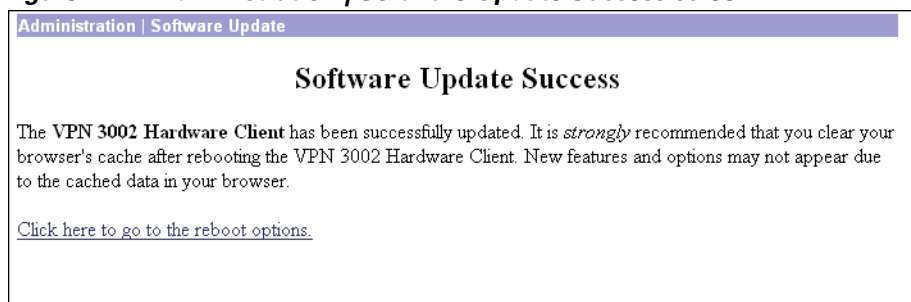 Administration | Software Update
Software Update Success
The VPN 3002 Hardware Client has been successfully updated. It is strongly recommended that you clear your
browser's cache after rebooting the VPN 3002 Hardware Client. New features and options may not appear due
to the cached data in your browser.
Click here to go to the reboot options.